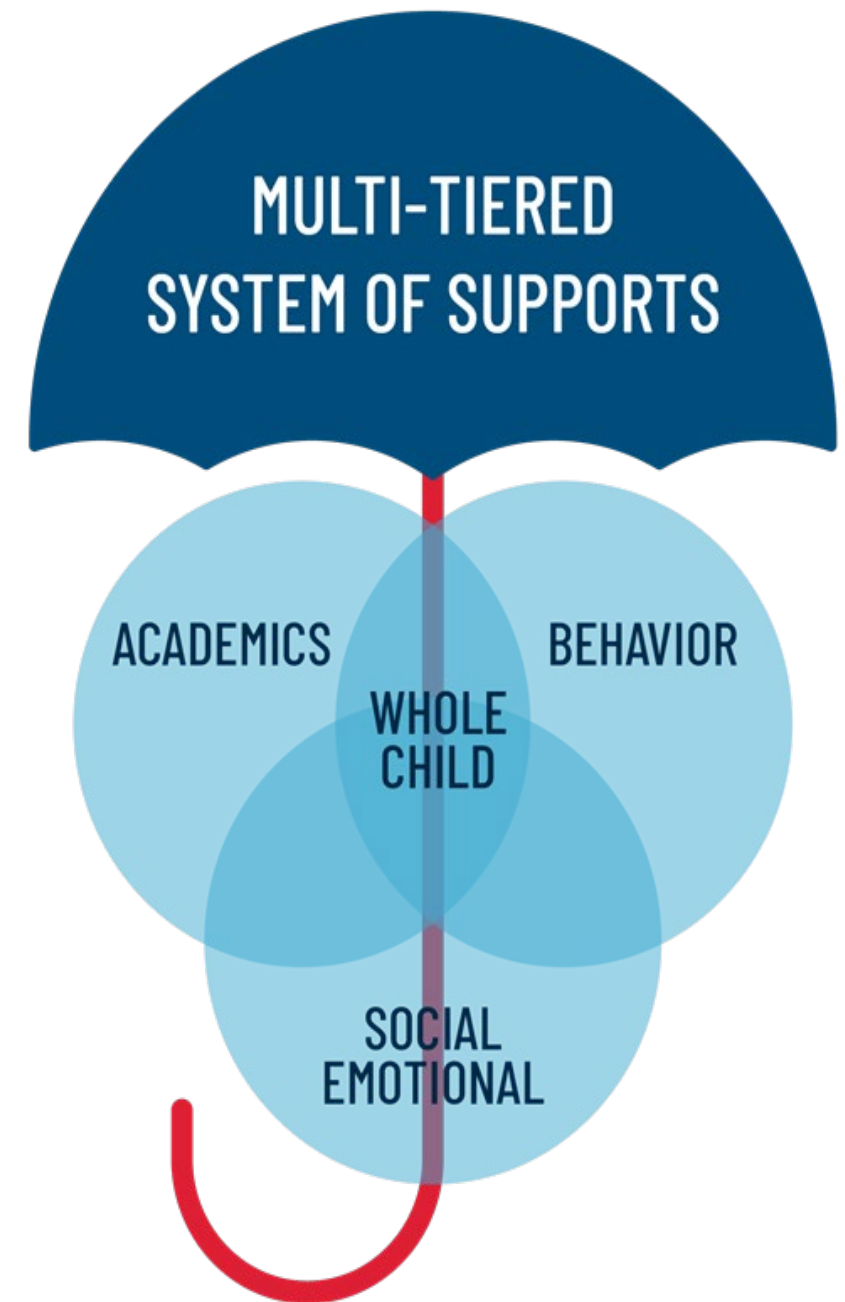 MULTI-TIERED
SYSTEM OF SUPPORTS
ACADEMICS
BEHAVIOR
WHOLE
CHILD
SOCIAL
EMOTIONAL